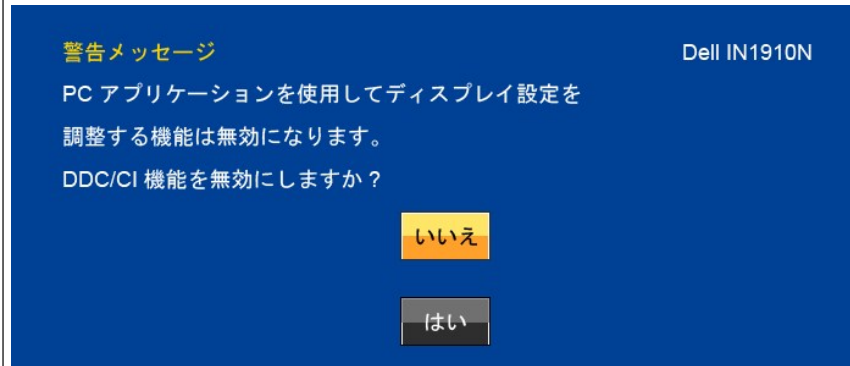 警告メッセージ
Dell IN1910N
PC アプリケーションを使用してディスプレイ設定を
調整する機能は無効になります。
DDC/CI 機能を無効にしますか？
いいえ
はい